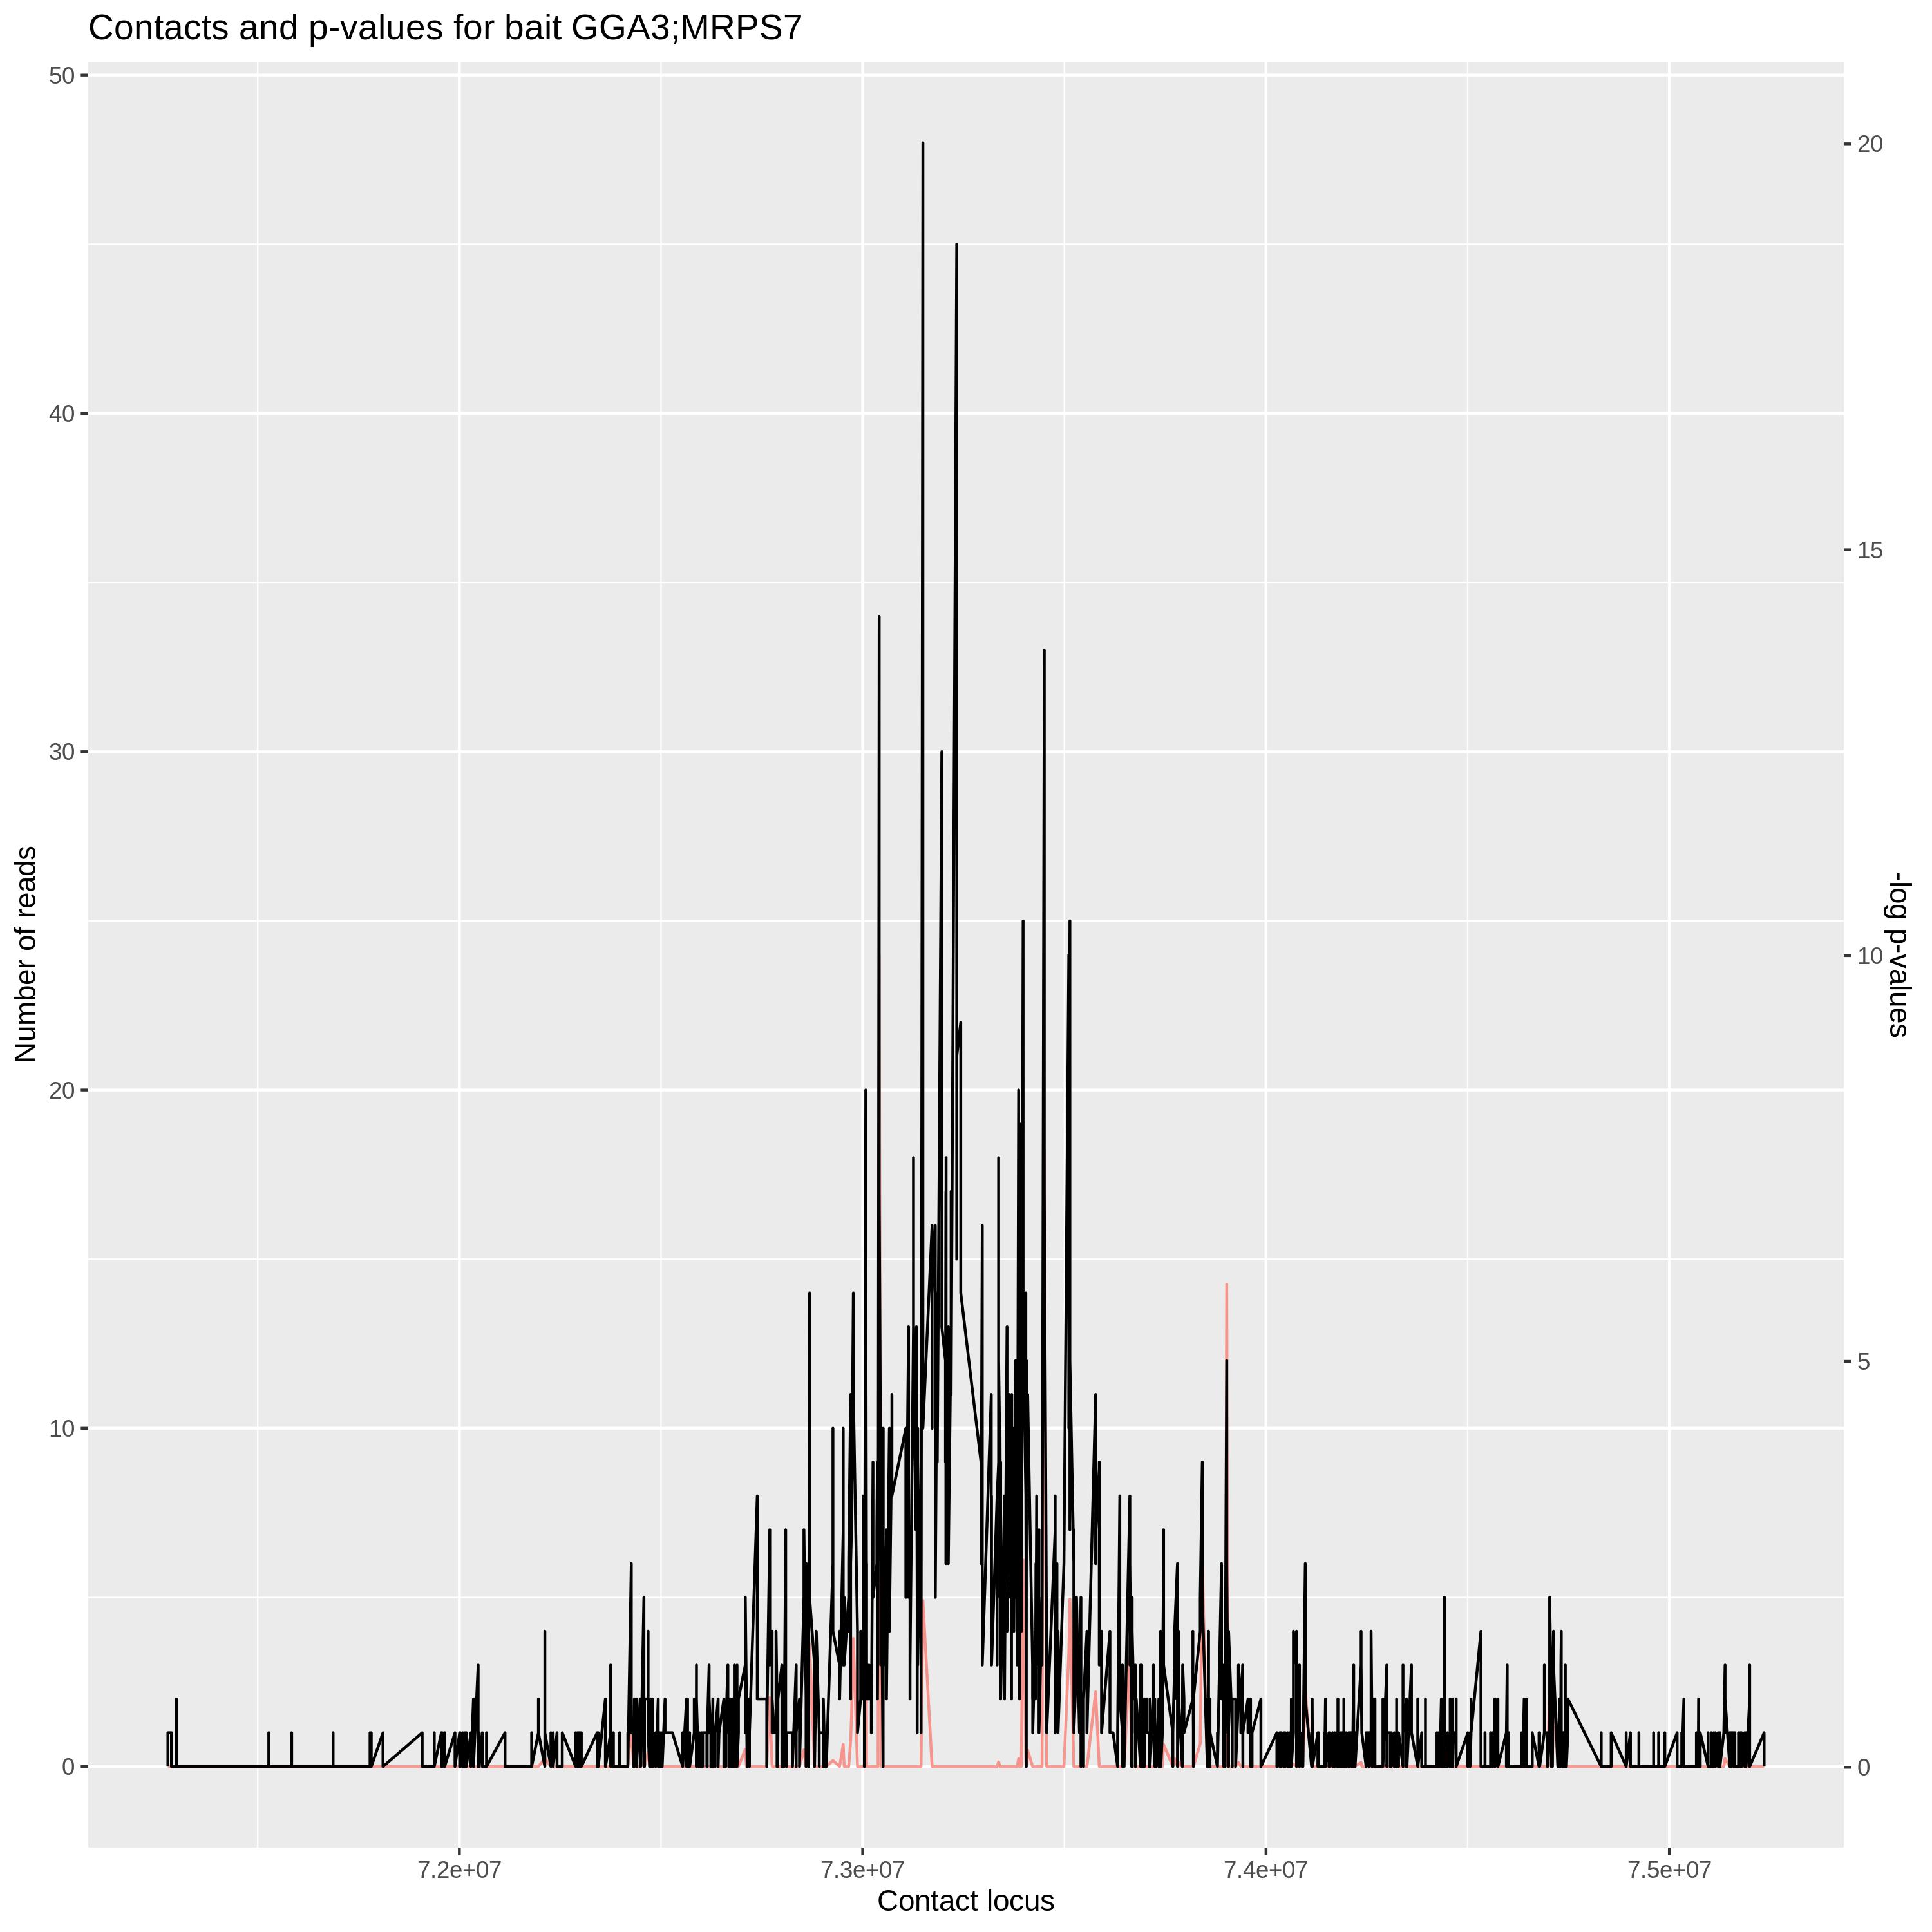 Contacts and p-values for bait GGA3;MRPS7
50
40
30
20
10
0
Number of reads
20
15
10
5
0
-log p-values
7.2e+07
7.3e+07
7.4e+07
7.5e+07
Contact locus